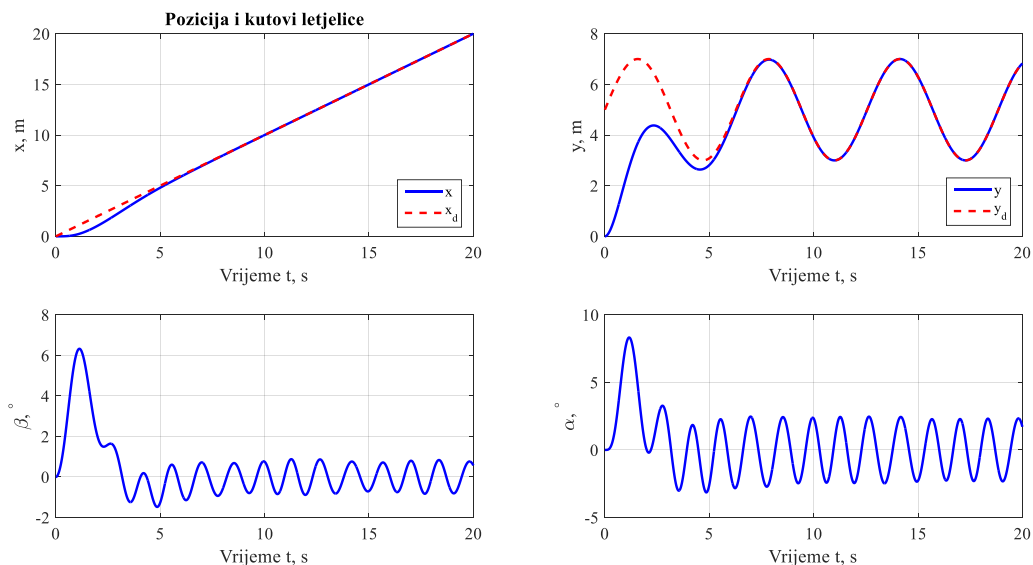 Pozicija i kutovi letjelice
x, m
20
15
10
5
0
0 5 10 15 20
Vrijeme t, s
x
x_d
y, m
8
6
4
2
0
0 5 10 15 20
Vrijeme t, s
y
y_d
β, °
8
6
4
2
0
-2
0 5 10 15 20
Vrijeme t, s
α, °
10
5
0
-5
0 5 10 15 20
Vrijeme t, s